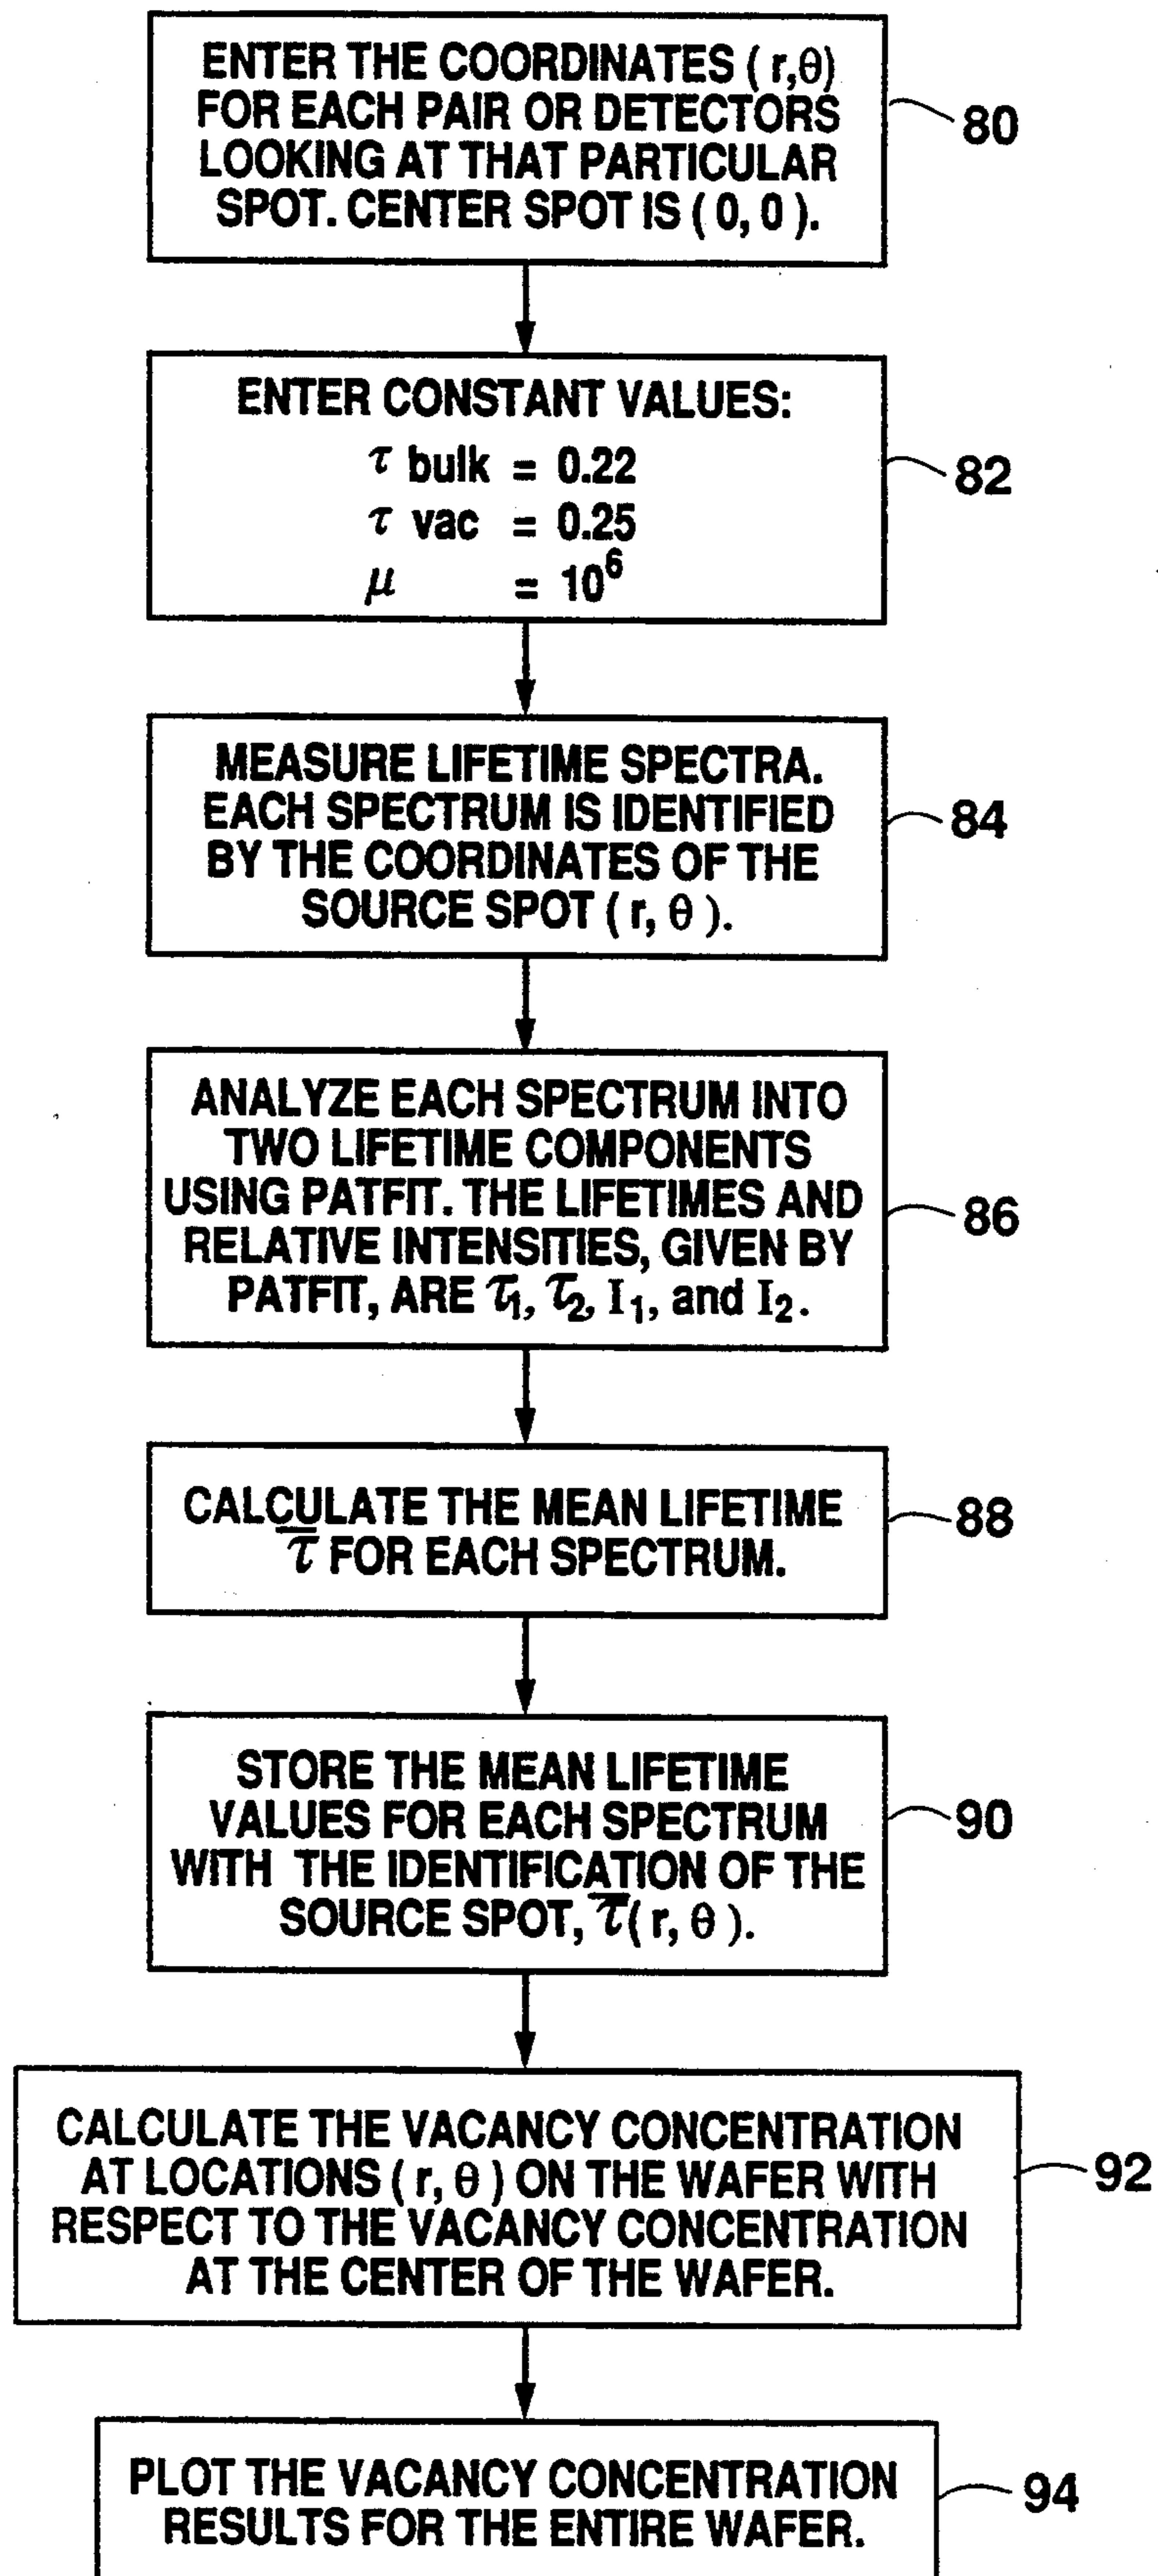 ENTER THE COORDINATES ( r,θ)
FOR EACH PAIR OR DETECTORS
LOOKING AT THAT PARTICULAR
SPOT. CENTER SPOT IS ( 0, 0 ).
80
ENTER CONSTANT VALUES:
τ bulk = 0.22
τ vac = 0.25
μ = 10⁶
82
MEASURE LIFETIME SPECTRA.
EACH SPECTRUM IS IDENTIFIED
BY THE COORDINATES OF THE
SOURCE SPOT ( r, θ ).
84
ANALYZE EACH SPECTRUM INTO
TWO LIFETIME COMPONENTS
USING PATFIT. THE LIFETIMES AND
RELATIVE INTENSITIES, GIVEN BY
PATFIT, ARE τ₁, τ₂, I₁, and I₂.
86
CALCULATE THE MEAN LIFETIME
τ̅ FOR EACH SPECTRUM.
88
STORE THE MEAN LIFETIME
VALUES FOR EACH SPECTRUM
WITH THE IDENTIFICATION OF THE
SOURCE SPOT, τ̅( r, θ ).
90
CALCULATE THE VACANCY CONCENTRATION
AT LOCATIONS ( r, θ ) ON THE WAFER WITH
RESPECT TO THE VACANCY CONCENTRATION
AT THE CENTER OF THE WAFER.
92
PLOT THE VACANCY CONCENTRATION
RESULTS FOR THE ENTIRE WAFER.
94